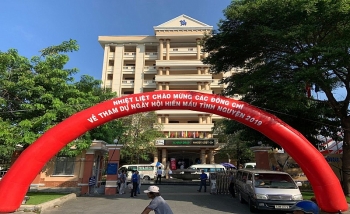 NHIỆT LIỆT CHÀO MỪNG CÁC ĐỒNG CHÍ
VỀ THAM DỰ NGÀY HỘI HIẾN MÁU TÌNH NGUYỆN 2019